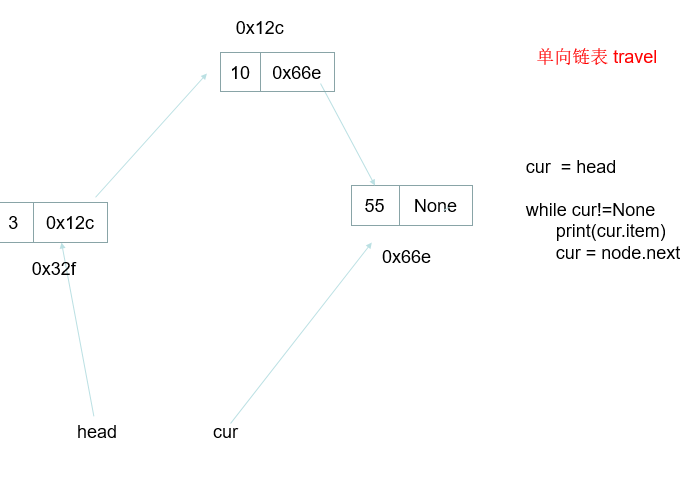 0x12c
10 0x66e
单向链表 travel
cur = head
55 None
while cur!=None
print(cur.item)
cur = node.next
3 0x12c
0x66e
0x32f
head
cur